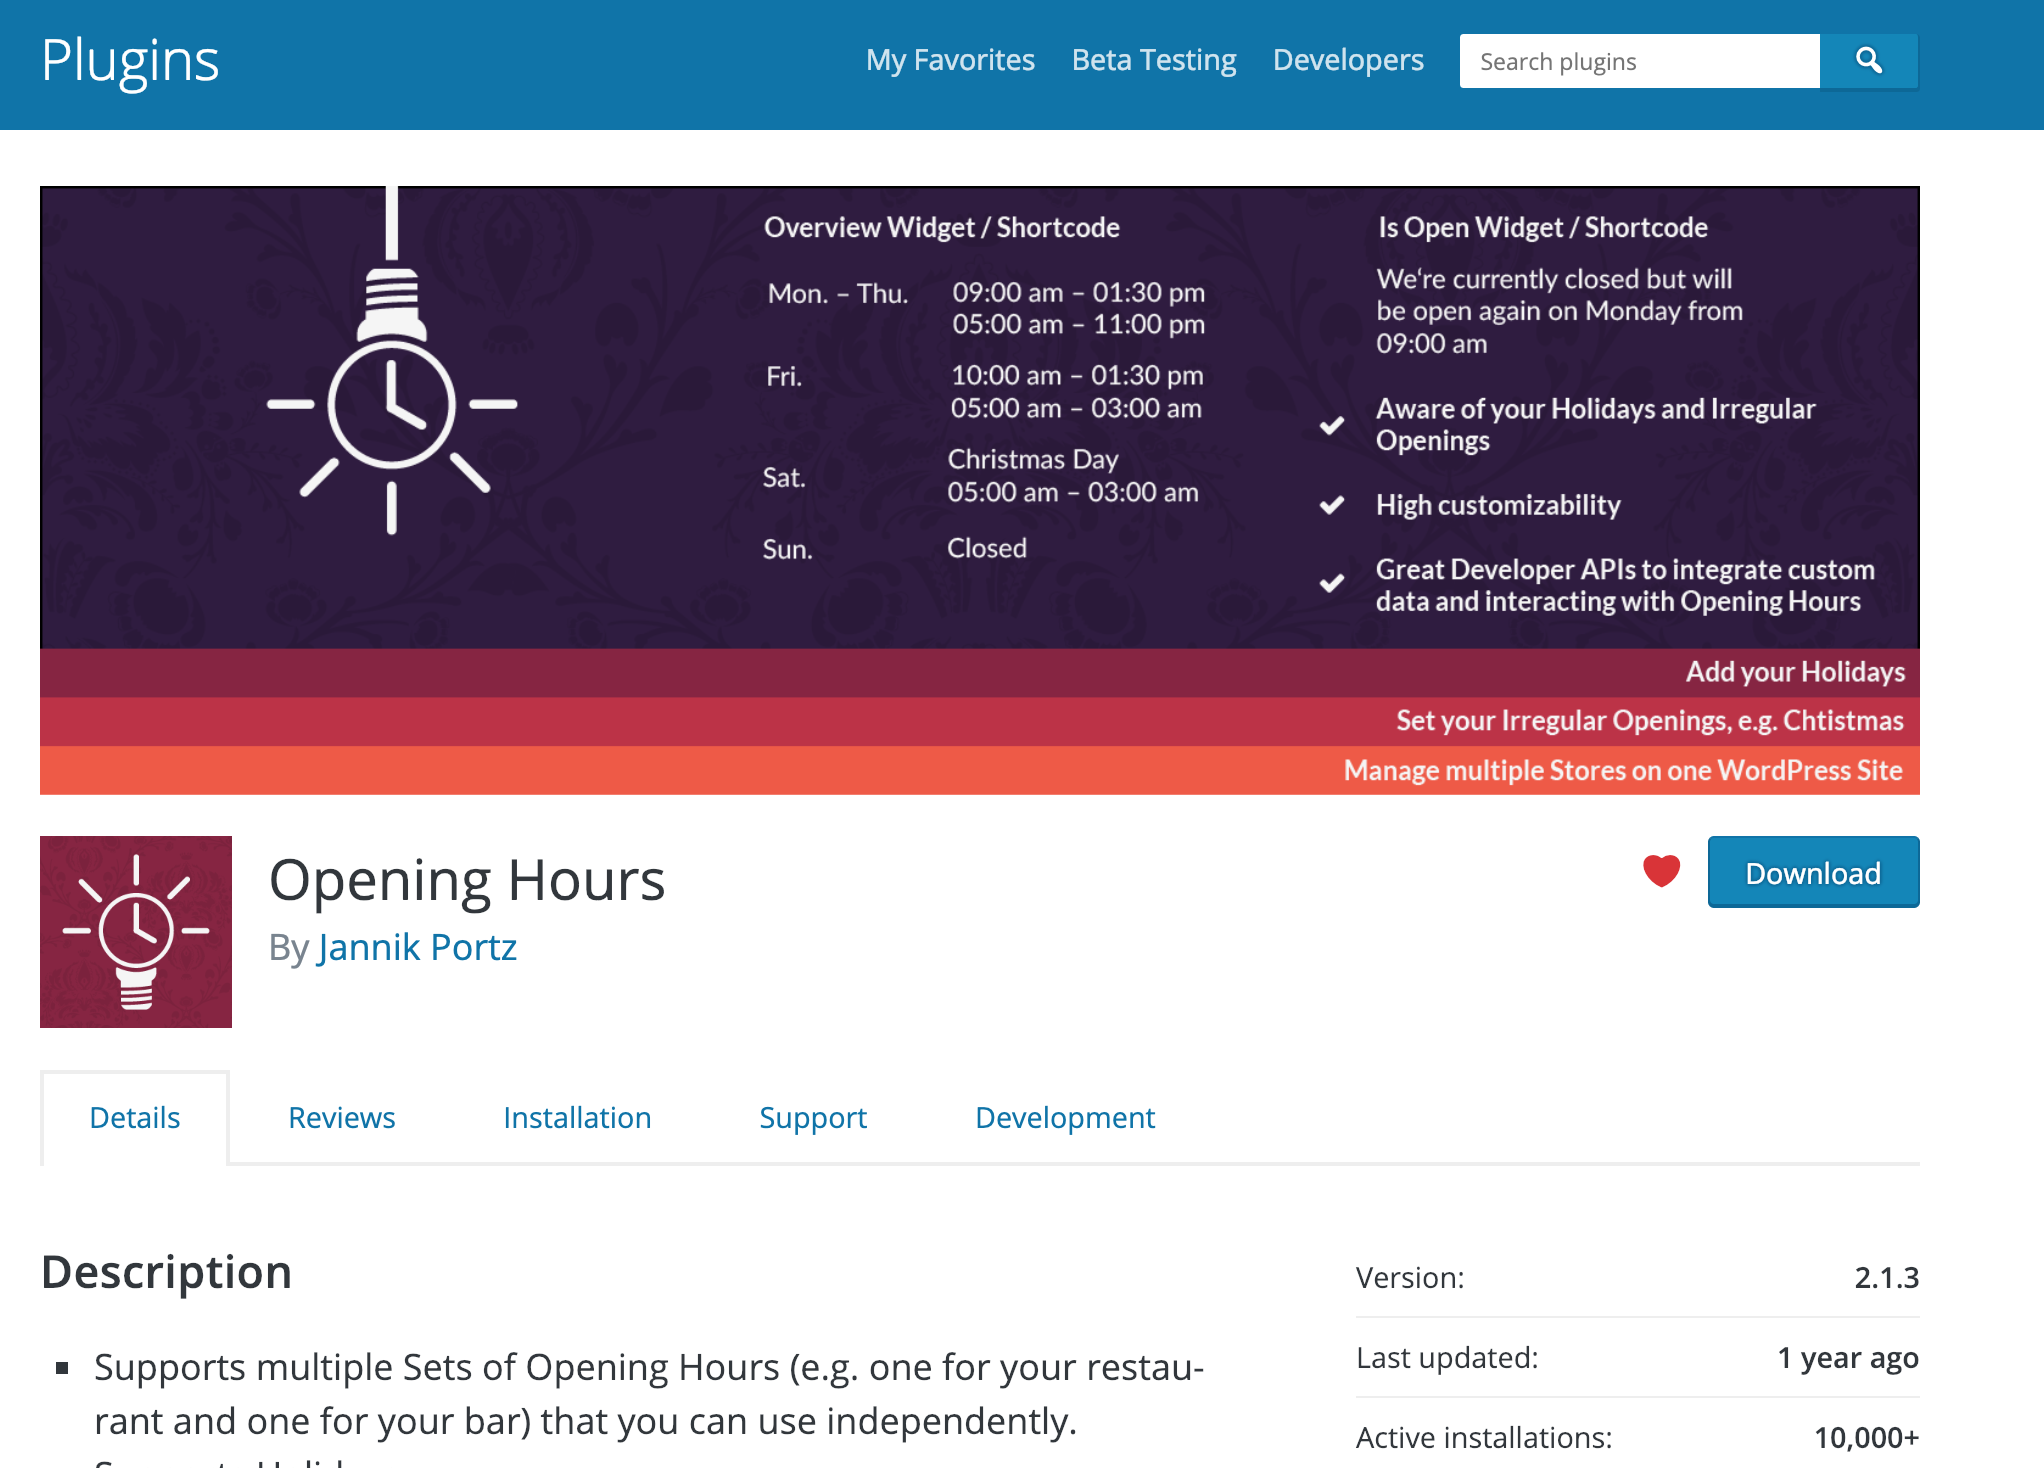 Plugins
My Favorites
Beta Testing
Developers
Search plugins
Overview Widget / Shortcode
Mon. – Thu.
09:00 am – 01:30 pm
05:00 am – 11:00 pm
Fri.
10:00 am – 01:30 pm
05:00 am – 03:00 am
Sat.
Christmas Day
05:00 am – 03:00 am
Sun.
Closed
Is Open Widget / Shortcode
We‘re currently closed but will
be open again on Monday from
09:00 am
Aware of your Holidays and Irregular
Openings
High customizability
Great Developer APIs to integrate custom
data and interacting with Opening Hours
Add your Holidays
Set your Irregular Openings, e.g. Chtistmas
Manage multiple Stores on one WordPress Site
Opening Hours
By Jannik Portz
Download
Details
Reviews
Installation
Support
Development
Description
Supports multiple Sets of Opening Hours (e.g. one for your restau-
rant and one for your bar) that you can use independently.
Version: 2.1.3
Last updated: 1 year ago
Active installations: 10,000+